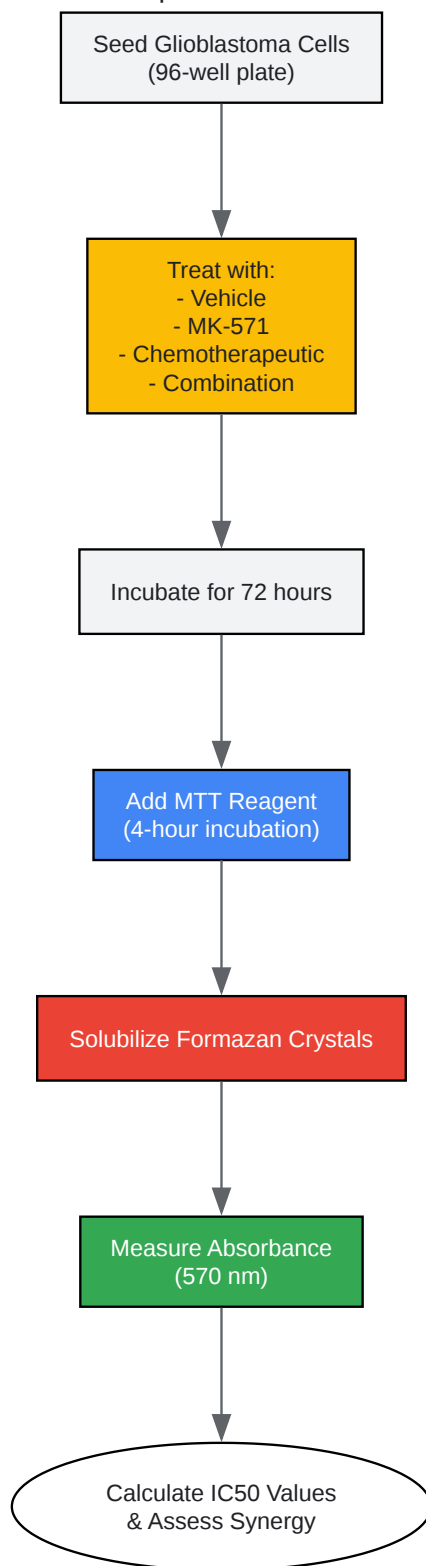 Seed Glioblastoma Cells
(96-well plate)
Treat with:
- Vehicle
- MK-571
- Chemotherapeutic
- Combination
Incubate for 72 hours
Add MTT Reagent
(4-hour incubation)
Solubilize Formazan Crystals
Measure Absorbance
(570 nm)
Calculate IC50 Values
& Assess Synergy